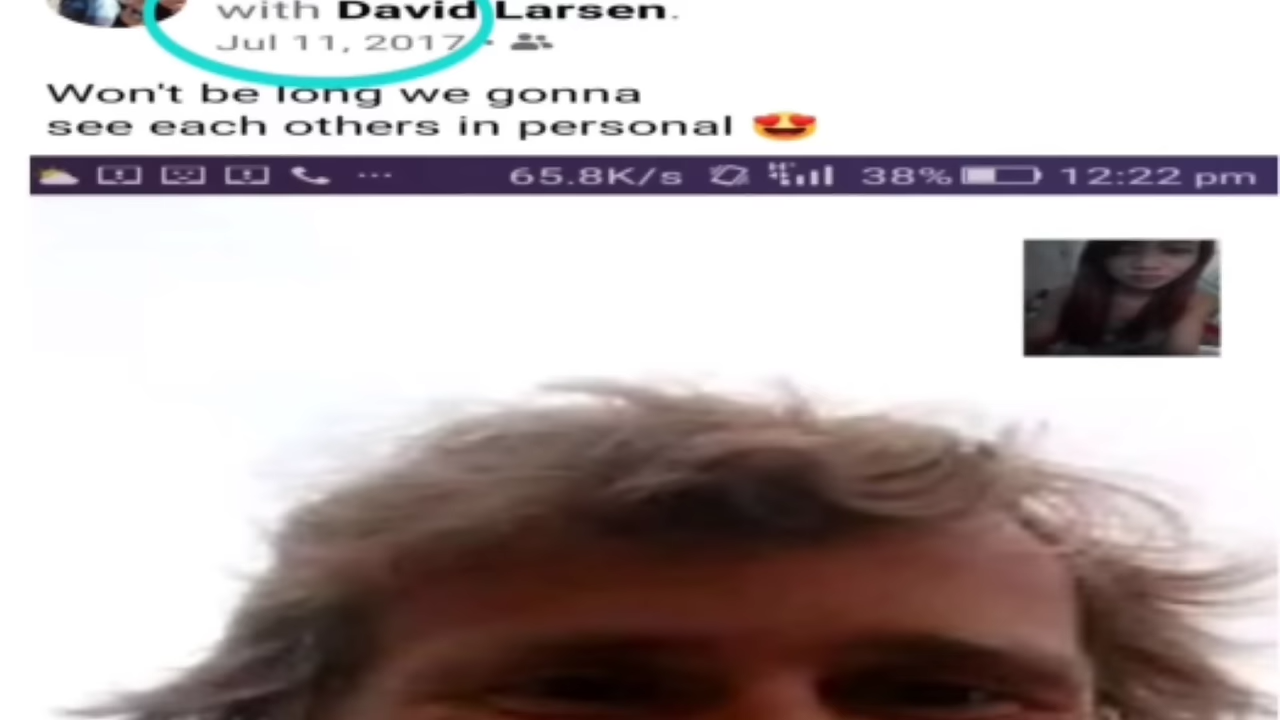 with David Larsen.
Jul 11, 2017
Won't be long we gonna
see each others in personal 😍
65.8K/s 38% 12:22 pm